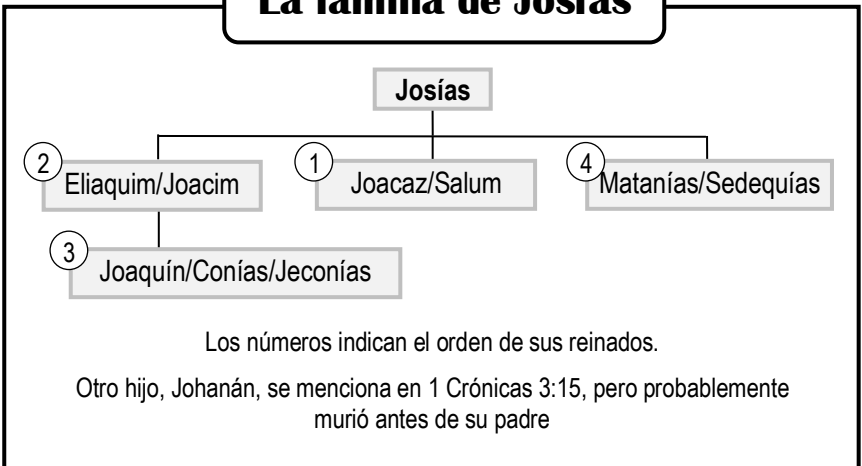 La familia de Josías
Josías
2
Eliaquim/Joacim
1
Joacaz/Salum
4
Matanías/Sedequías
3
Joaquín/Conías/Jeconías
Los números indican el orden de sus reinados.
Otro hijo, Johanán, se menciona en 1 Crónicas 3:15, pero probablemente
murió antes de su padre